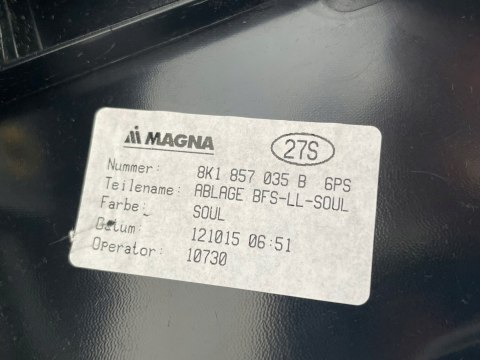 MAGNA
27S
Nummer: 8K1 857 035 B 6PS
Teilename: ABLAGE BFS-LL-SOUL
Farbe: SOUL
Datum: 121015 06:51
Operator: 10730